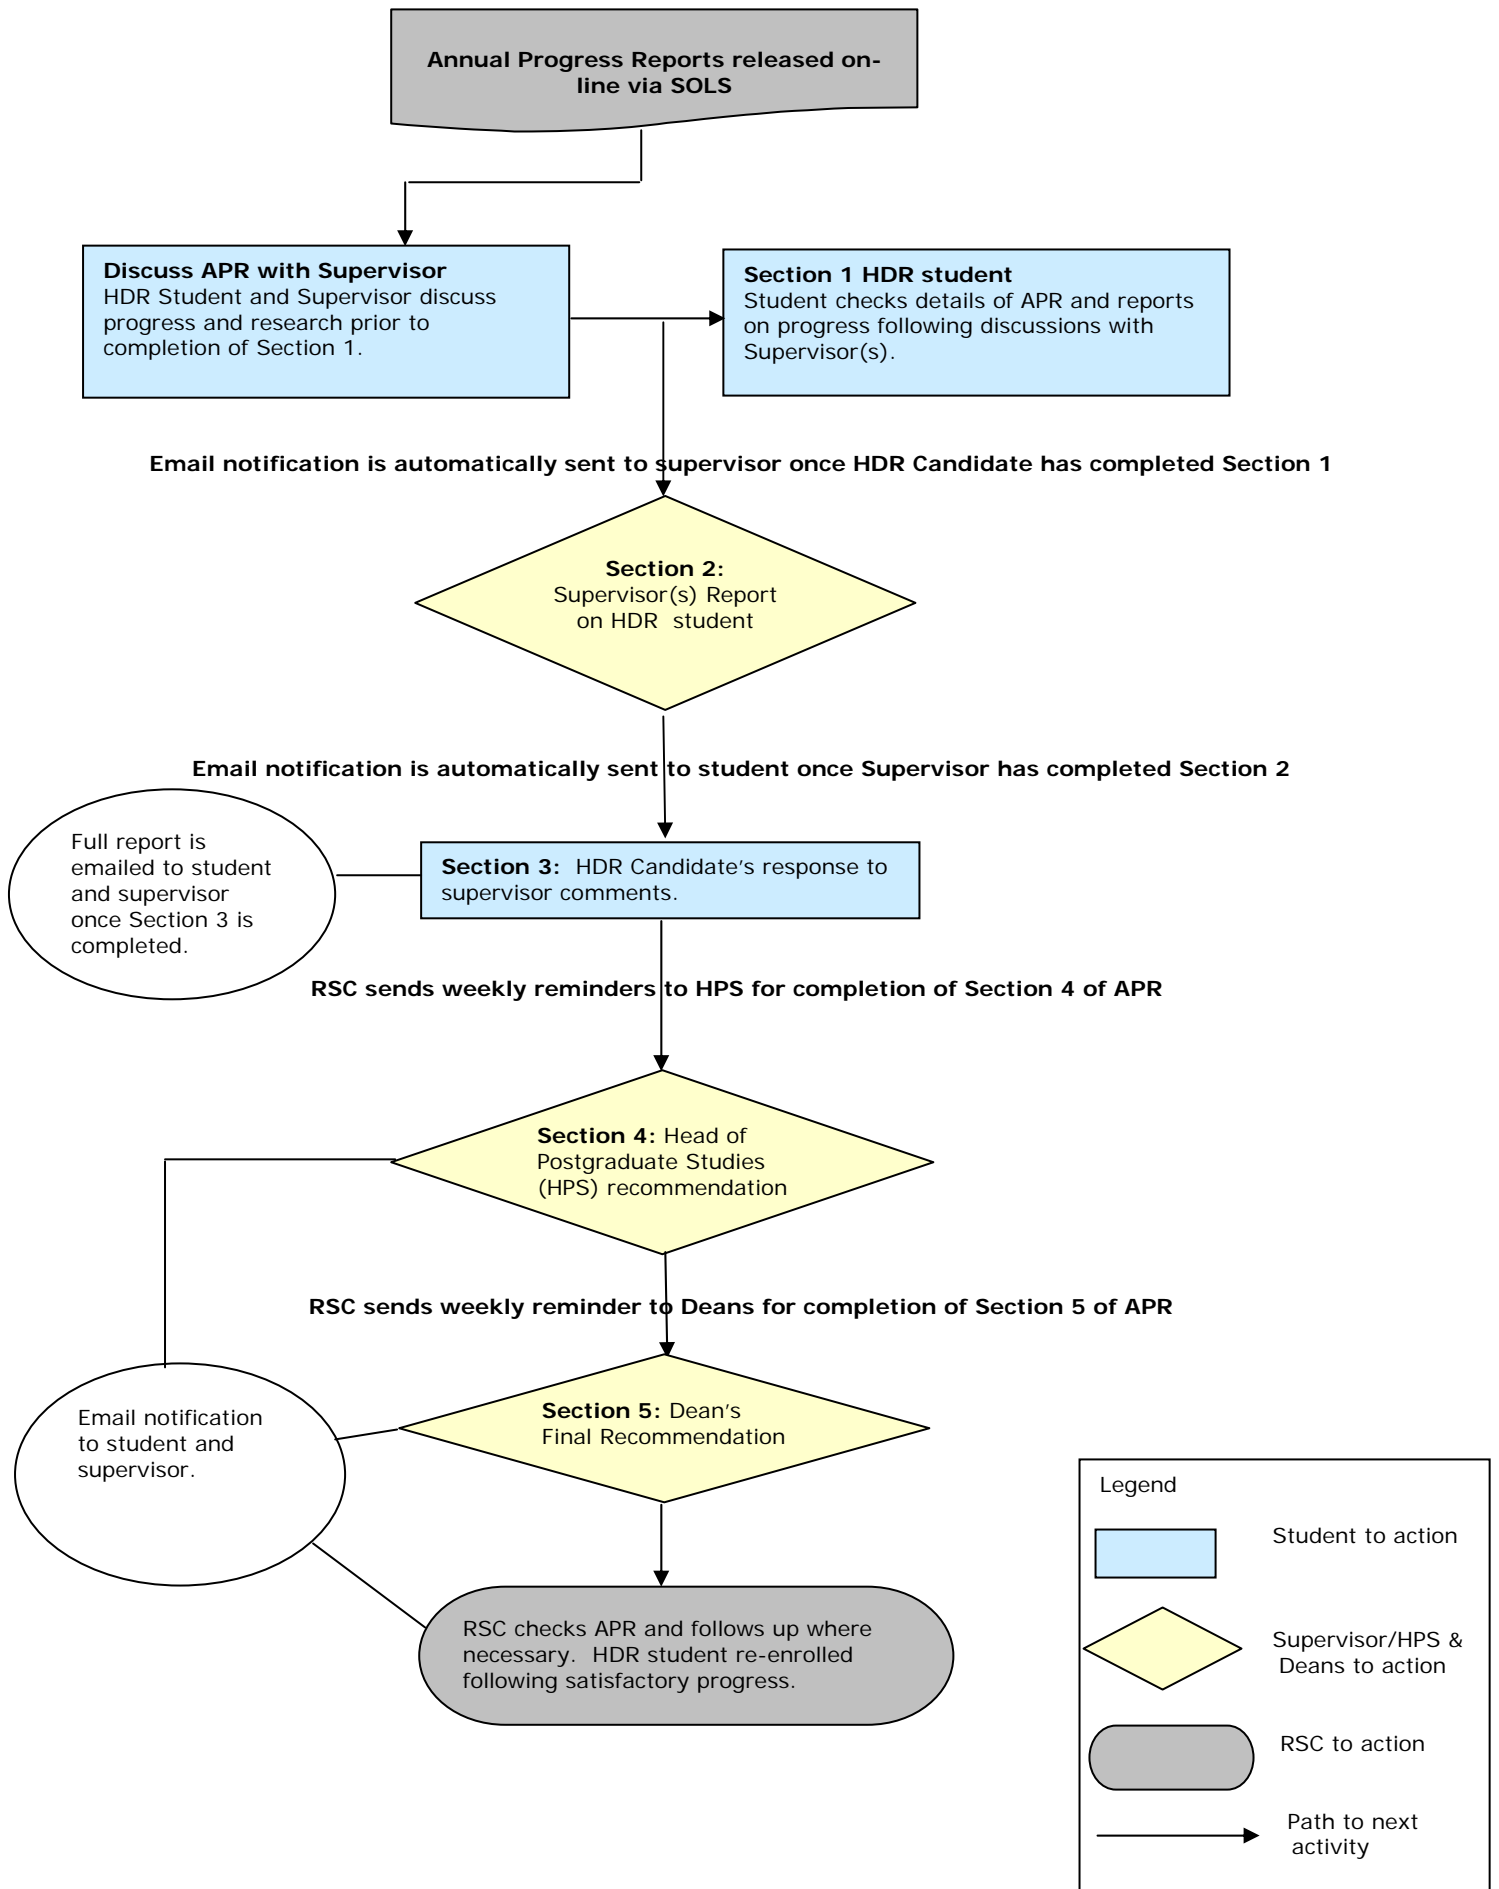 Annual Progress Reports released on-
line via SOLS
Discuss APR with Supervisor
HDR Student and Supervisor discuss
progress and research prior to
completion of Section 1.
Section 1 HDR student
Student checks details of APR and reports
on progress following discussions with
Supervisor(s).
Email notification is automatically sent to supervisor once HDR Candidate has completed Section 1
Section 2:
Supervisor(s) Report
on HDR student
Email notification is automatically sent to student once Supervisor has completed Section 2
Full report is
emailed to student
and supervisor
once Section 3 is
completed.
Section 3: HDR Candidate's response to
supervisor comments.
RSC sends weekly reminders to HPS for completion of Section 4 of APR
Section 4: Head of
Postgraduate Studies
(HPS) recommendation
RSC sends weekly reminder to Deans for completion of Section 5 of APR
Email notification
to student and
supervisor.
Section 5: Dean's
Final Recommendation
RSC checks APR and follows up where
necessary. HDR student re-enrolled
following satisfactory progress.
Legend
Student to action
Supervisor/HPS &
Deans to action
RSC to action
Path to next
activity